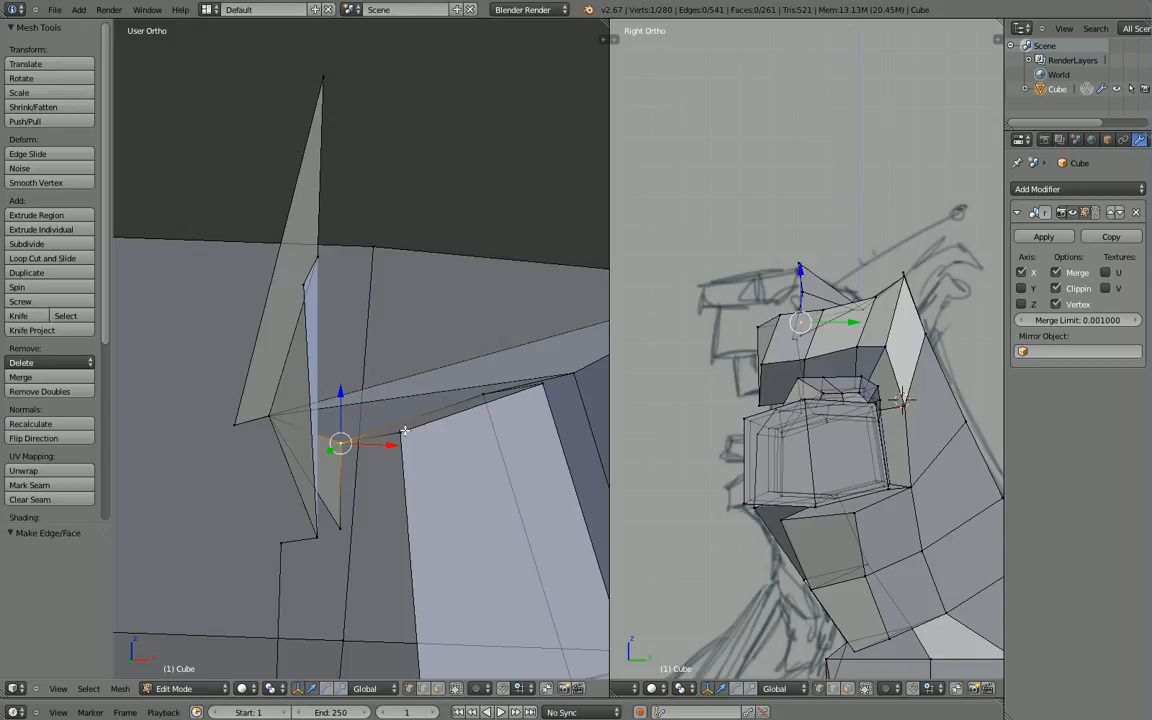 File Add Render Window Help Default Scene Blender Render v2.67 | Verts:1/280 | Edges:0/541 | Faces:0/261 | Tris:521 | Mem:13.13M (20.45M) | Cube
Mesh Tools
Transform:
Translate
Rotate
Scale
Shrink/Fatten
Push/Pull
Deform:
Edge Slide
Noise
Smooth Vertex
Add:
Extrude Region
Extrude Individual
Subdivide
Loop Cut and Slide
Duplicate
Spin
Screw
Knife Select
Knife Project
Remove:
Delete
Merge
Remove Doubles
Normals:
Recalculate
Flip Direction
UV Mapping:
Unwrap
Mark Seam
Clear Seam
Shading:
Make Edge/Face
User Ortho
(1) Cube
View Select Mesh Edit Mode Global
Right Ortho
(1) Cube
Global
View Search All Scen
Scene
RenderLayers
World
Cube
Cube
Add Modifier
Apply Copy
Axis: Options: Textures:
X Merge U
Y Clippin V
Z Vertex
Merge Limit: 0.001000
Mirror Object:
View Marker Frame Playback Start: 1 End: 250 1 No Sync